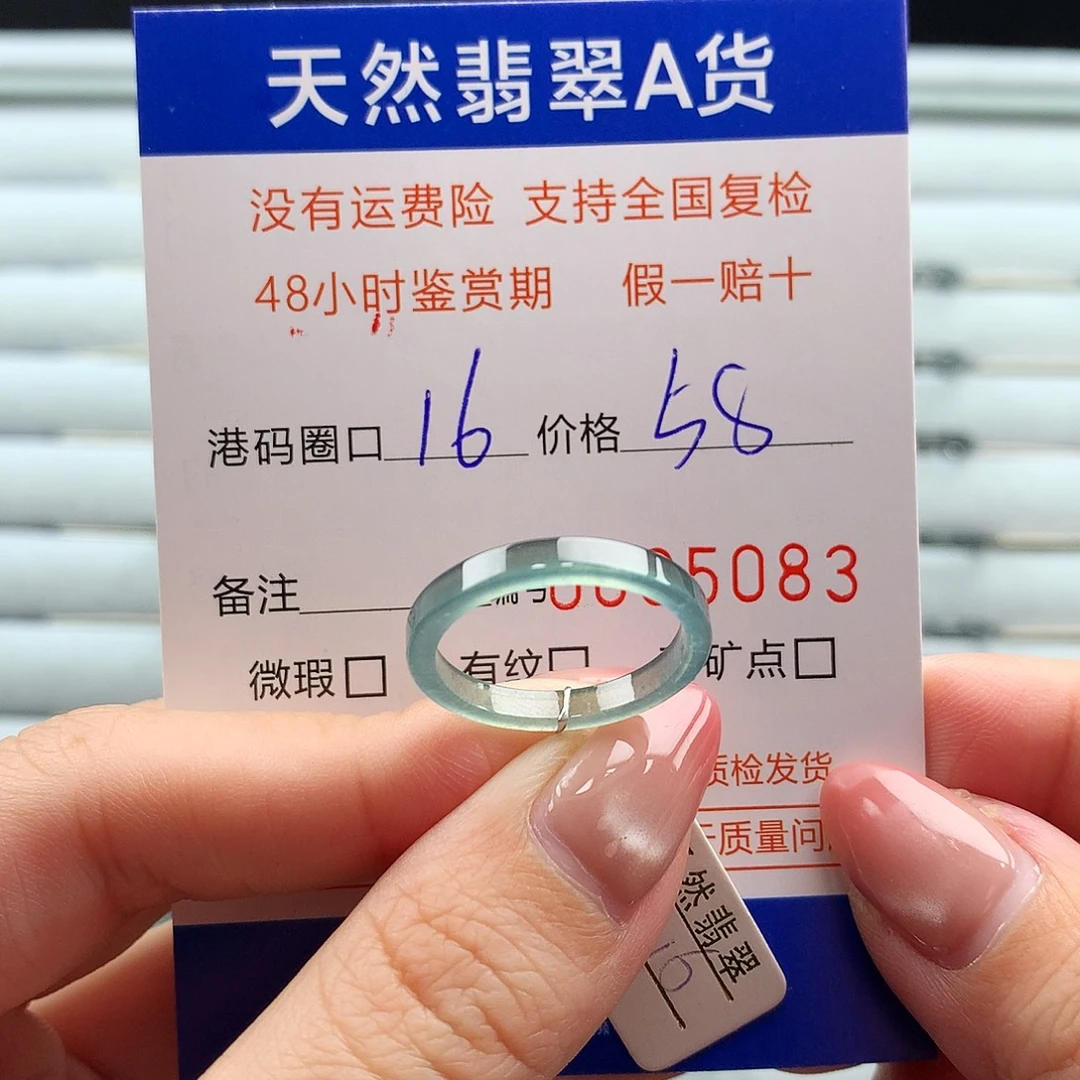 天然翡翠A货
没有运费险 支持全国复检
48小时鉴赏期 假一赔十
港码圈口 16 价格 58
备注 5083
微瑕□ 有纹□ 矿点□
质检发货
质量问
然翡翠
16